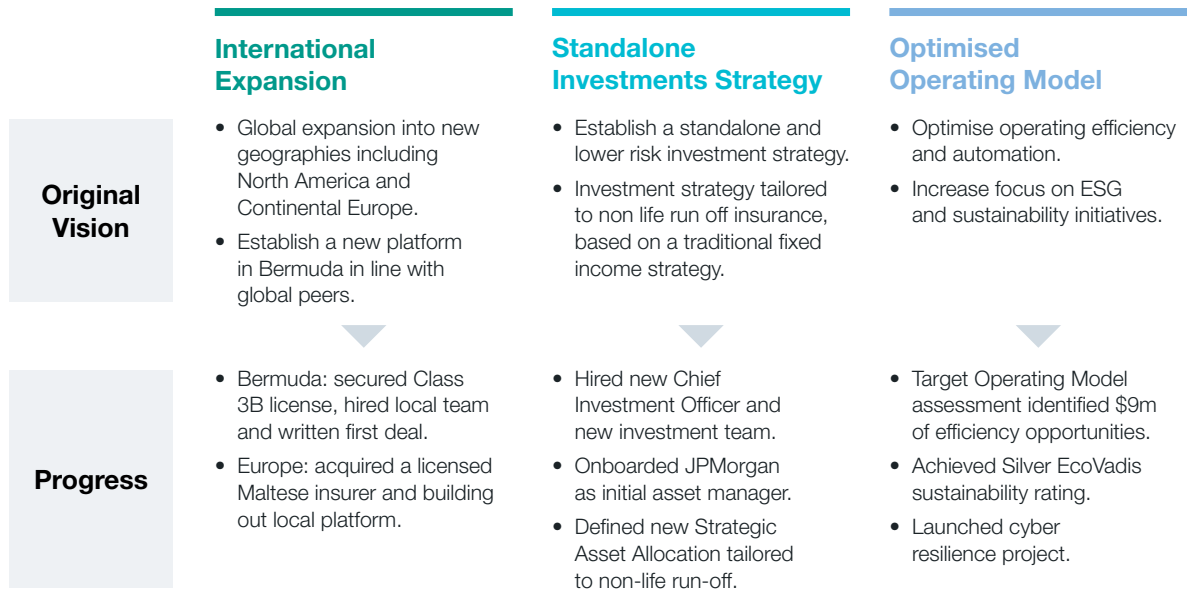 International
Expansion
Standalone
Investments Strategy
Optimised
Operating Model
Original
Vision
• Global expansion into new
geographies including
North America and
Continental Europe.
• Establish a new platform
in Bermuda in line with
global peers.
• Establish a standalone and
lower risk investment strategy.
• Investment strategy tailored
to non life run off insurance,
based on a traditional fixed
income strategy.
• Optimise operating efficiency
and automation.
• Increase focus on ESG
and sustainability initiatives.
Progress
• Bermuda: secured Class
3B license, hired local team
and written first deal.
• Europe: acquired a licensed
Maltese insurer and building
out local platform.
• Hired new Chief
Investment Officer and
new investment team.
• Onboarded JPMorgan
as initial asset manager.
• Defined new Strategic
Asset Allocation tailored
to non-life run-off.
• Target Operating Model
assessment identified $9m
of efficiency opportunities.
• Achieved Silver EcoVadis
sustainability rating.
• Launched cyber
resilience project.